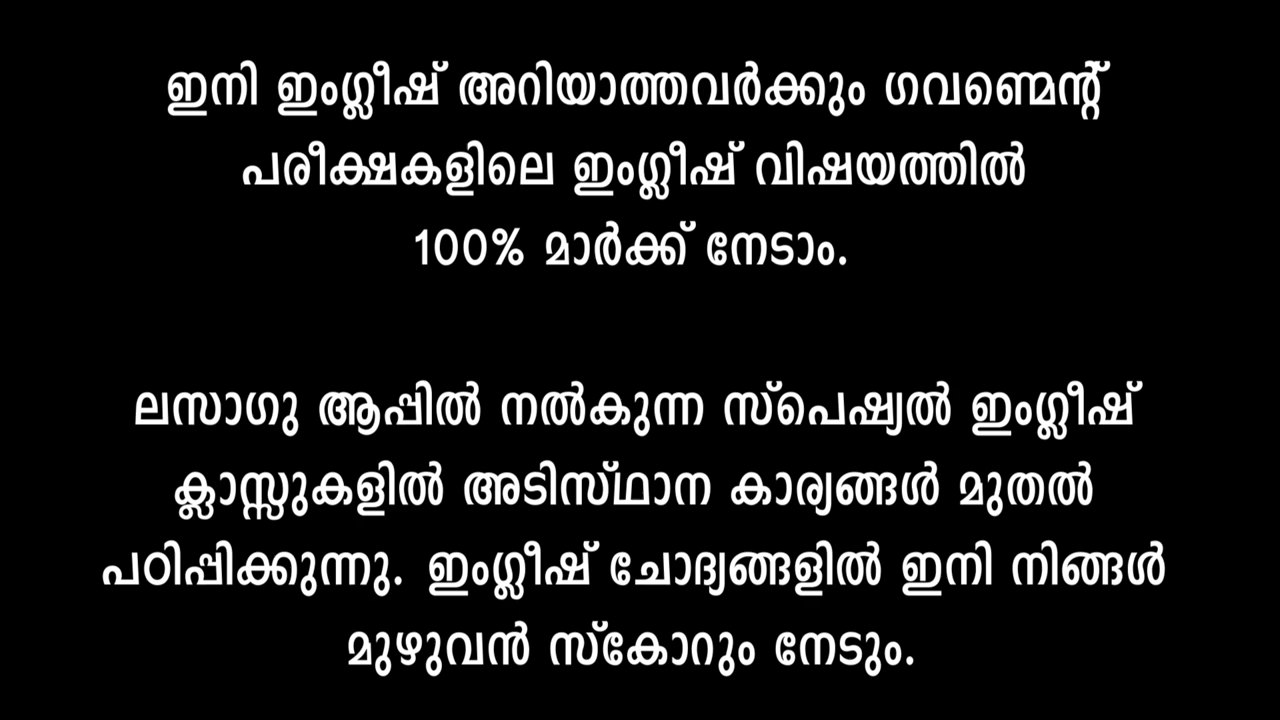 ഇനി ഇംഗ്ലീഷ് അറിയാത്തവർക്കും ഗവണ്മെന്റ്
പരീക്ഷകളിലെ ഇംഗ്ലീഷ് വിഷയത്തിൽ
100% മാർക്ക് നേടാം.
ലസാഗു ആപ്പിൽ നൽകുന്ന സ്പെഷ്യൽ ഇംഗ്ലീഷ്
ക്ലാസ്സുകളിൽ അടിസ്ഥാന കാര്യങ്ങൾ മുതൽ
പഠിപ്പിക്കുന്നു. ഇംഗ്ലീഷ് ചോദ്യങ്ങളിൽ ഇനി നിങ്ങൾ
മുഴുവൻ സ്കോറും നേടും.